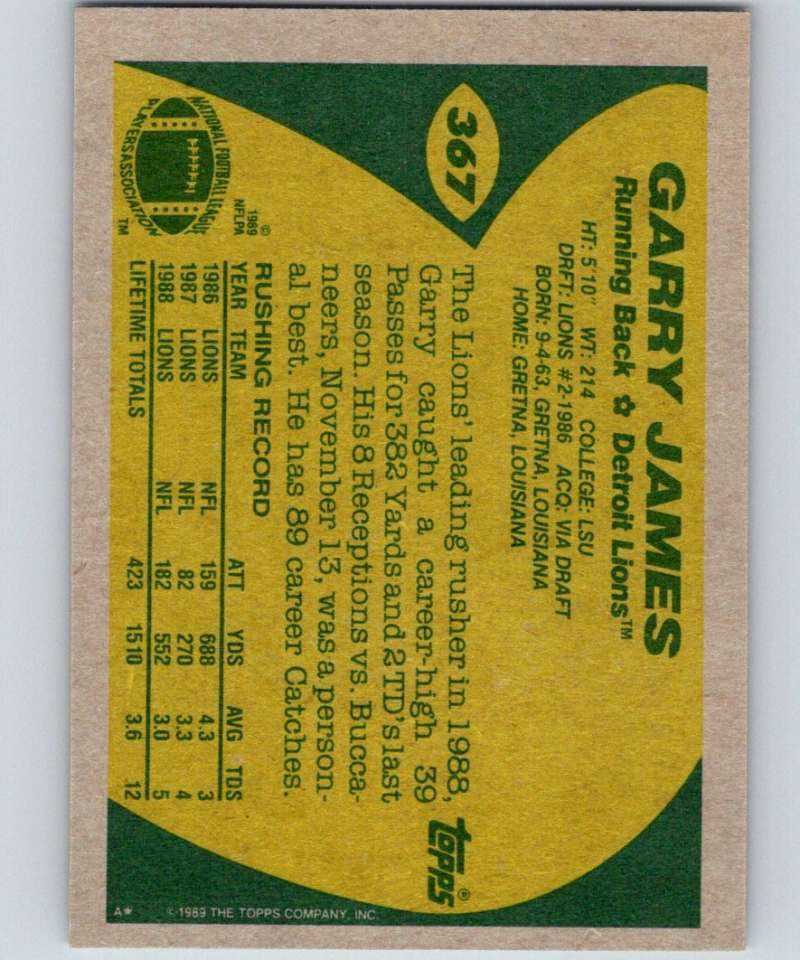 367
GARRY JAMES
Running Back ✿ Detroit Lions™
HT: 5'10" WT: 214 COLLEGE: LSU
DRFT: LIONS #2-1986 ACQ: VIA DRAFT
BORN: 9-4-63, GRETNA, LOUISIANA
HOME: GRETNA, LOUISIANA
The Lions' leading rusher in 1988,
Garry caught a career-high 39
Passes for 382 Yards and 2 TD's last
season. His 8 Receptions vs. Bucca-
neers, November 13, was a person-
al best. He has 89 career Catches.
topps®
© 1989 NFLPA
NATIONAL FOOTBALL LEAGUE
PLAYERS ASSOCIATION
TM
RUSHING RECORD
YEAR TEAM ATT YDS AVG TDS
1986 LIONS NFL 159 688 4.3 3
1987 LIONS NFL 82 270 3.3 4
1988 LIONS NFL 182 552 3.0 5
LIFETIME TOTALS 423 1510 3.6 12
A* © 1989 THE TOPPS COMPANY, INC.